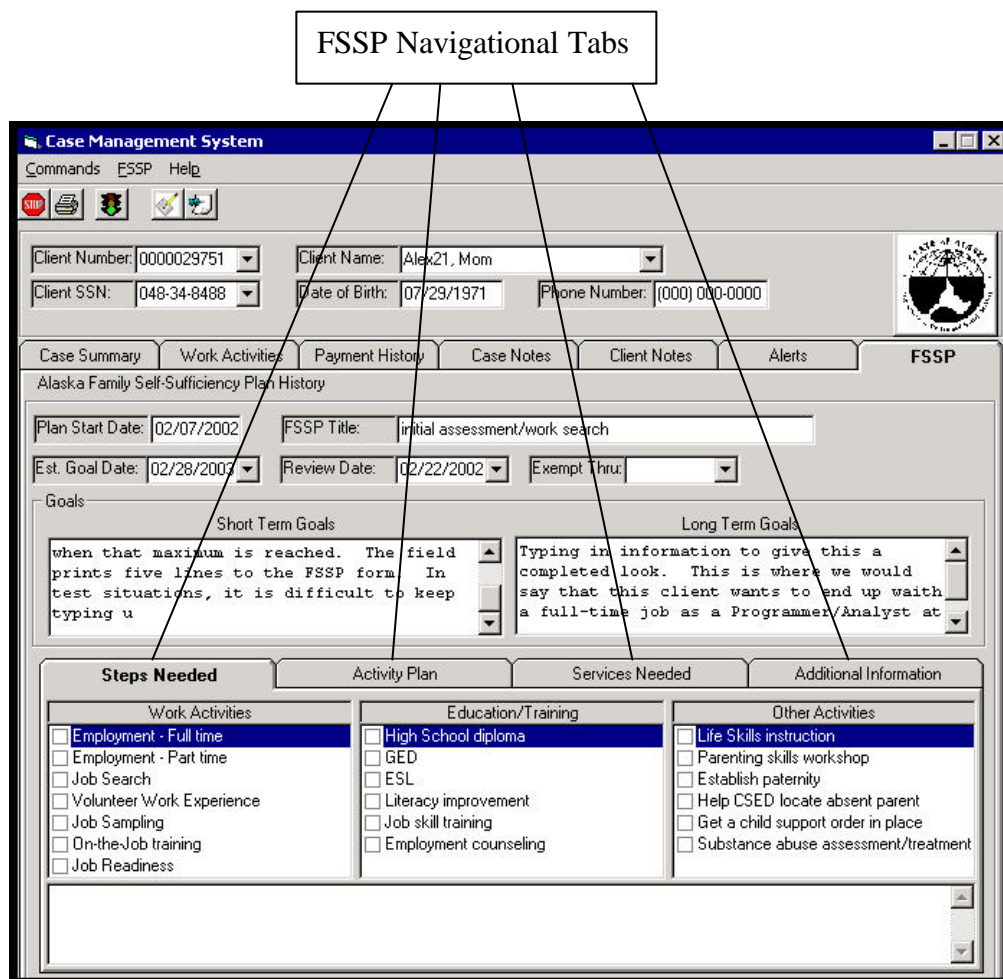 FSSP Navigational Tabs
Case Management System
Commands FSSP Help
STOP
Client Number: 0000029751 Client Name: Alex21, Mom
Client SSN: 048-34-8488 Date of Birth: 07/29/1971 Phone Number: (000) 000-0000
STATE OF ALASKA
Case Summary Work Activities Payment History Case Notes Client Notes Alerts FSSP
Alaska Family Self-Sufficiency Plan History
Plan Start Date: 02/07/2002 FSSP Title: initial assessment/work search
Est. Goal Date: 02/28/2003 Review Date: 02/22/2002 Exempt Thru:
Goals
Short Term Goals Long Term Goals
when that maximum is reached. The field
prints five lines to the FSSP form. In
test situations, it is difficult to keep
typing u
Typing in information to give this a
completed look. This is where we would
say that this client wants to end up waith
a full-time job as a Programmer/Analyst at
Steps Needed Activity Plan Services Needed Additional Information
Work Activities Education/Training Other Activities
Employment - Full time High School diploma Life Skills instruction
Employment - Part time GED Parenting skills workshop
Job Search ESL Establish paternity
Volunteer Work Experience Literacy improvement Help CSED locate absent parent
Job Sampling Job skill training Get a child support order in place
On-the-Job training Employment counseling Substance abuse assessment/treatment
Job Readiness